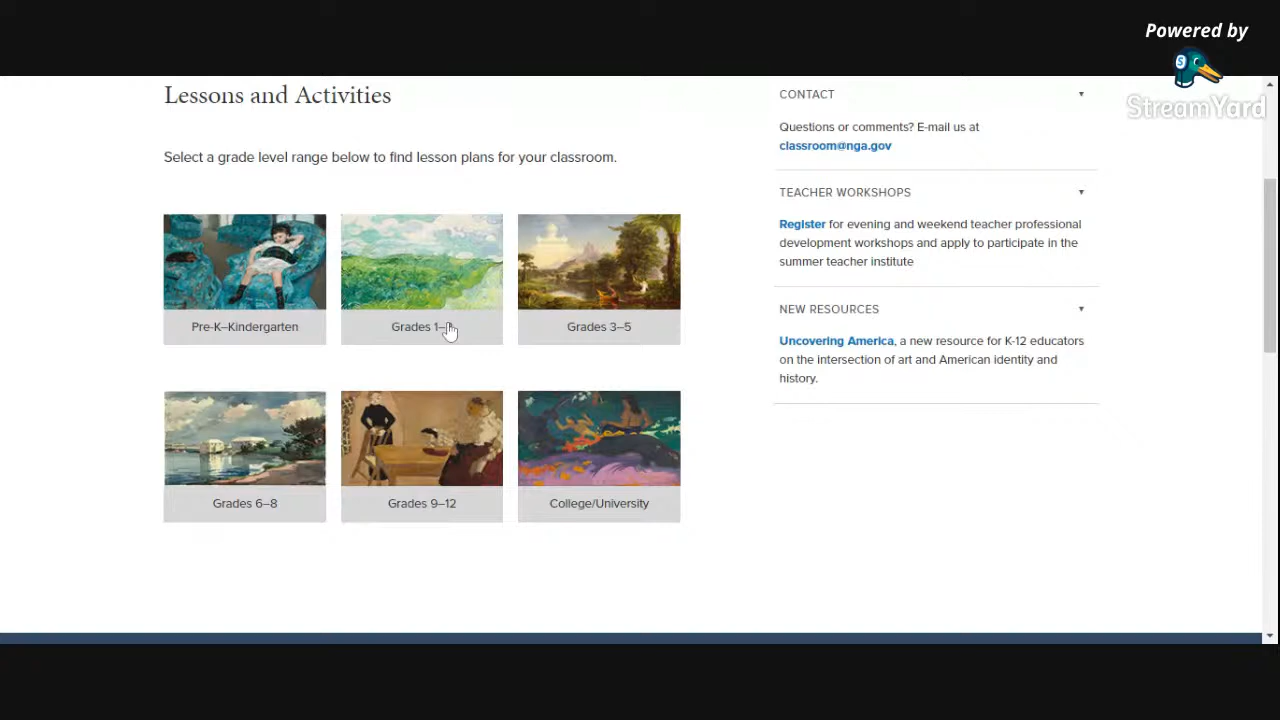 Powered by
StreamYard
Lessons and Activities
Select a grade level range below to find lesson plans for your classroom.
Pre-K–Kindergarten
Grades 1–
Grades 3–5
Grades 6–8
Grades 9–12
College/University
CONTACT
Questions or comments? E-mail us at
classroom@nga.gov
TEACHER WORKSHOPS
Register for evening and weekend teacher professional
development workshops and apply to participate in the
summer teacher institute
NEW RESOURCES
Uncovering America, a new resource for K-12 educators
on the intersection of art and American identity and
history.